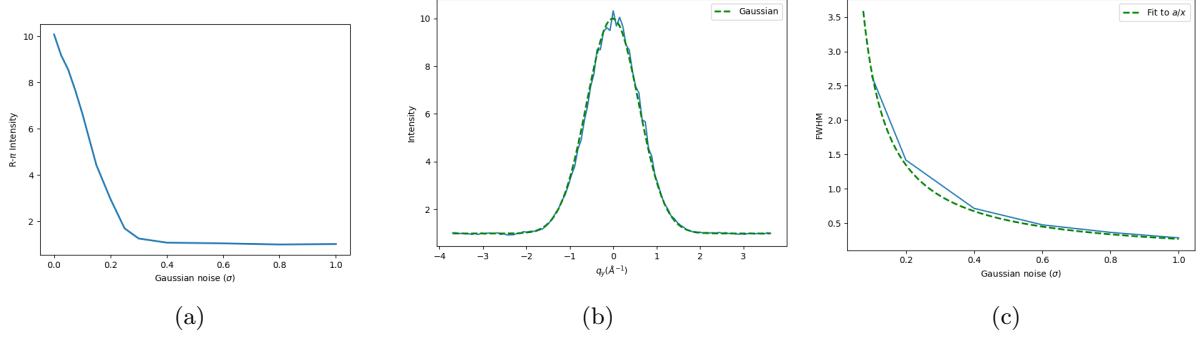 R-π Intensity
10
8
6
4
2
0.0 0.2 0.4 0.6 0.8 1.0
Gaussian noise (σ)
(a)
Intensity
10
8
6
4
2
−4 −3 −2 −1 0 1 2 3
q_y(Å⁻¹)
Gaussian
(b)
FWHM
3.5
3.0
2.5
2.0
1.5
1.0
0.5
0.2 0.4 0.6 0.8 1.0
Gaussian noise (σ)
Fit to a/x
(c)